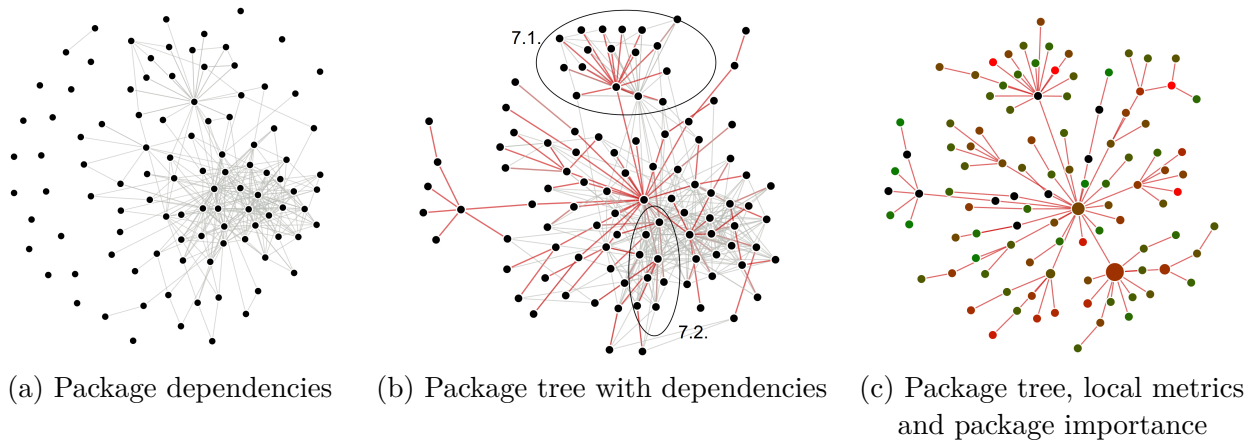 7.1.
7.2.
(a) Package dependencies
(b) Package tree with dependencies
(c) Package tree, local metrics
and package importance